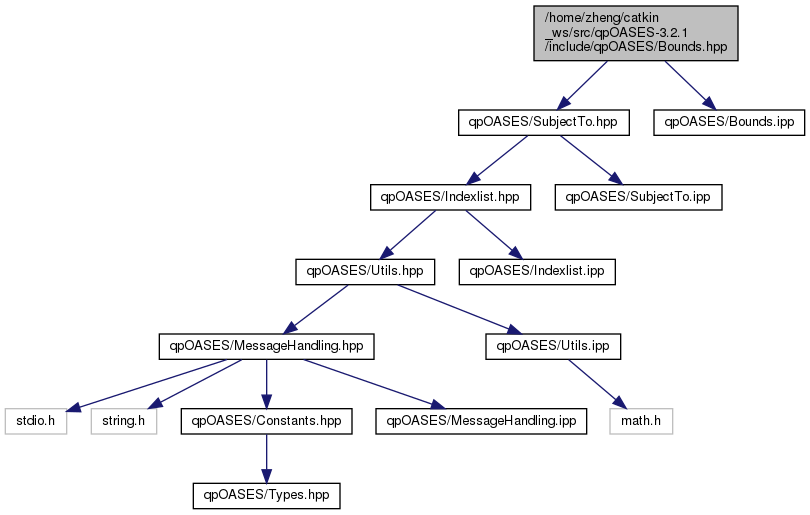 /home/zheng/catkin
_ws/src/qpOASES-3.2.1
/include/qpOASES/Bounds.hpp
qpOASES/SubjectTo.hpp
qpOASES/Bounds.ipp
qpOASES/Indexlist.hpp
qpOASES/SubjectTo.ipp
qpOASES/Utils.hpp
qpOASES/Indexlist.ipp
qpOASES/MessageHandling.hpp
qpOASES/Utils.ipp
stdio.h
string.h
qpOASES/Constants.hpp
qpOASES/MessageHandling.ipp
math.h
qpOASES/Types.hpp